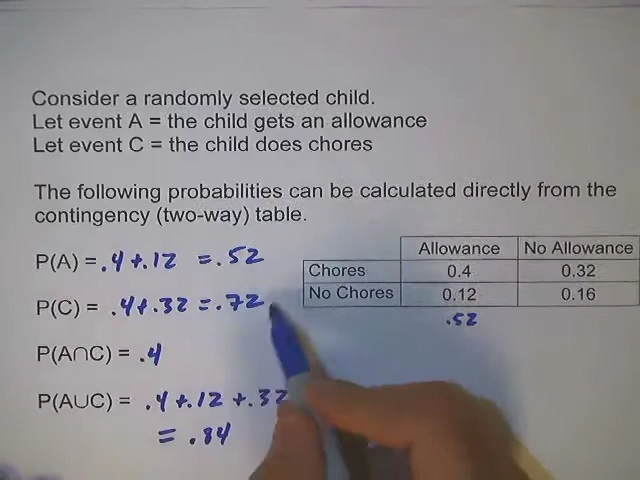 Consider a randomly selected child.
Let event A = the child gets an allowance
Let event C = the child does chores
The following probabilities can be calculated directly from the
contingency (two-way) table.
P(A) = .4 + .12 = .52
P(C) = .4 + .32 = .72
P(A∩C) = .4
P(A∪C) = .4 + .12 + .32
= .84
Allowance No Allowance
Chores 0.4 0.32
No Chores 0.12 0.16
.52